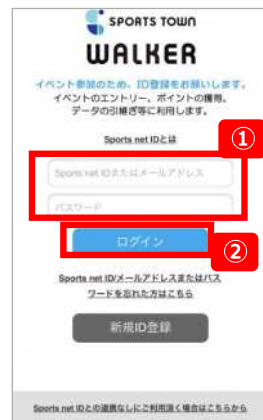 SPORTS TOWN
WALKER
イベント参加のため、ID登録をお願いします。
イベントのエントリー、ポイントの獲得、
データの引継ぎ等に利用します。
Sports net IDとは
①
Sports net IDまたはメールアドレス
パスワード
ログイン
②
Sports net ID/メールアドレスまたはパス
ワードを忘れた方はこちら
新規ID登録
Sports net IDとの連携なしにご利用頂く場合はこちらから